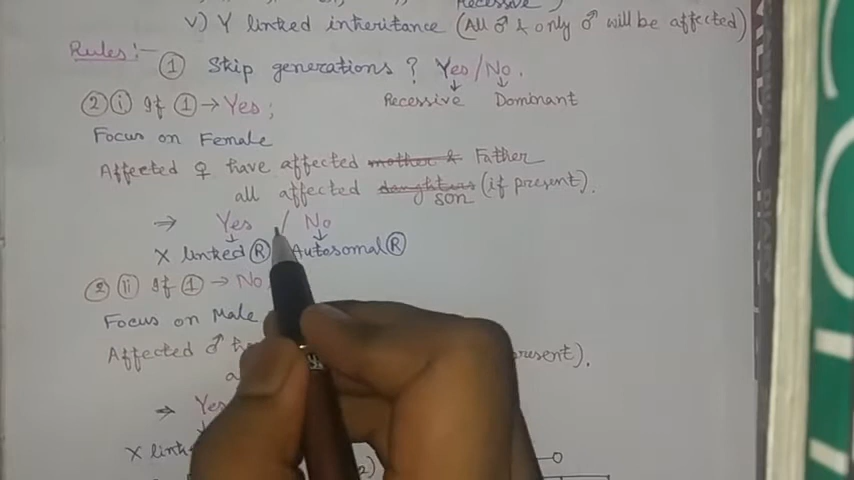 Recessive)
v) Y linked inheritance (All ♂ & only ♂ will be affected)
Rules:-
① Skip generations? Yes/No.
Recessive Dominant
② ⓘ If ① → Yes;
Focus on Female
Affected ♀ have affected mother & Father
all affected daughters son (if present).
⇒ Yes / No
X linked Ⓡ Autosomal Ⓡ
② ⓘⓘ If ① → No
Focus on Male
Affected ♂
present).
⇒ Yes
X link
2)